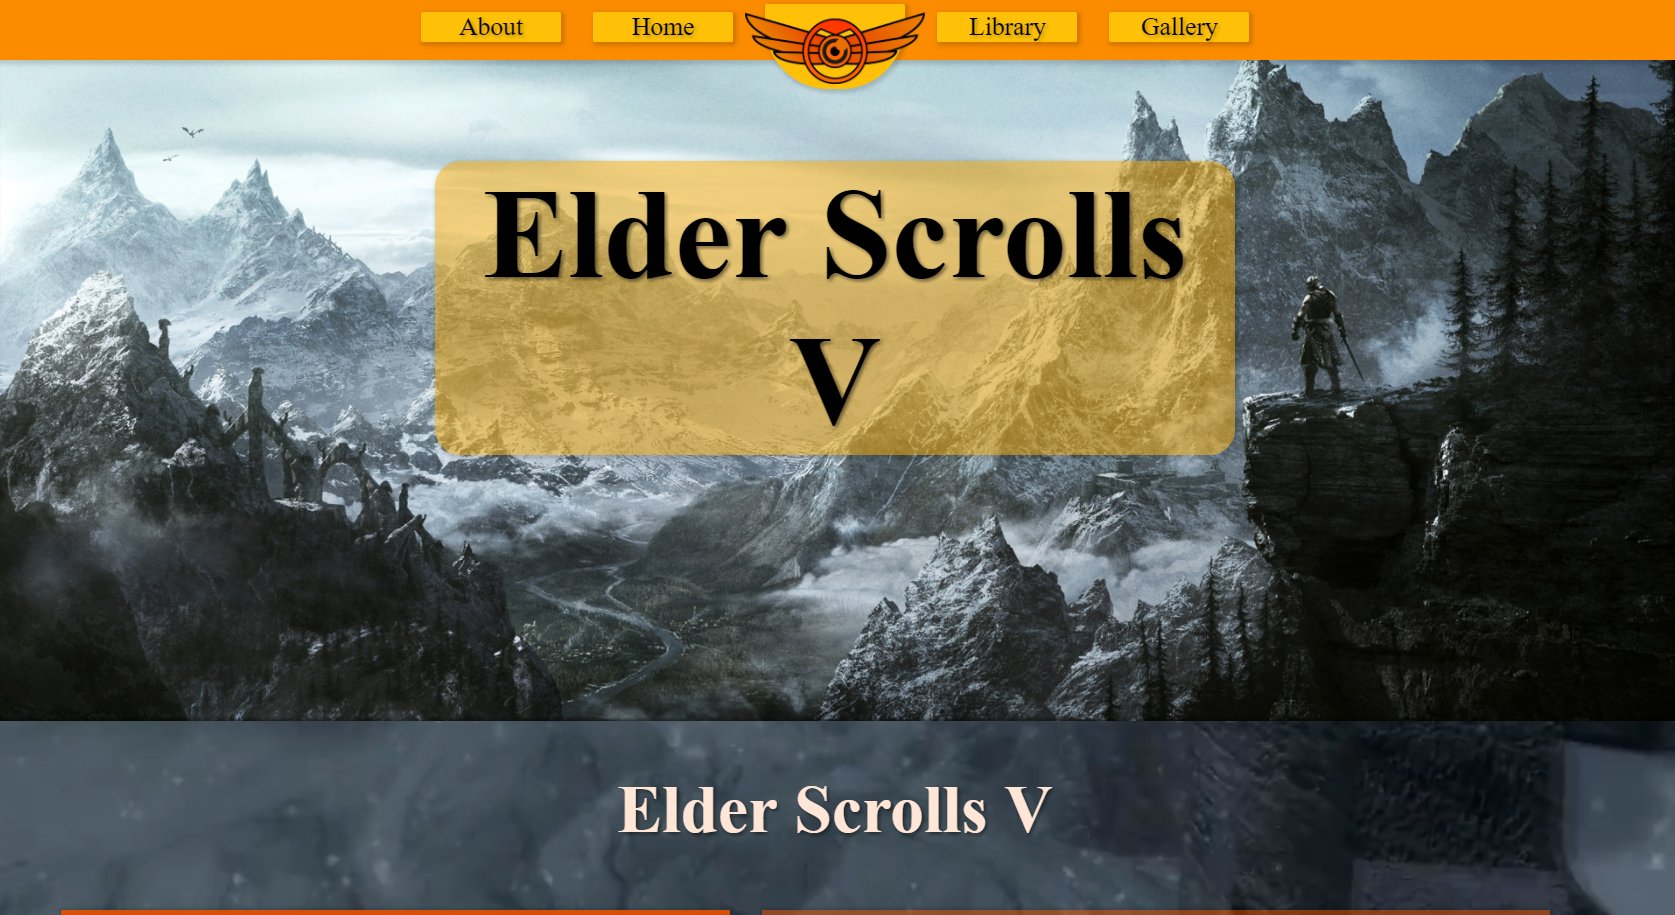 About
Home
Library
Gallery
Elder Scrolls
V
Elder Scrolls V